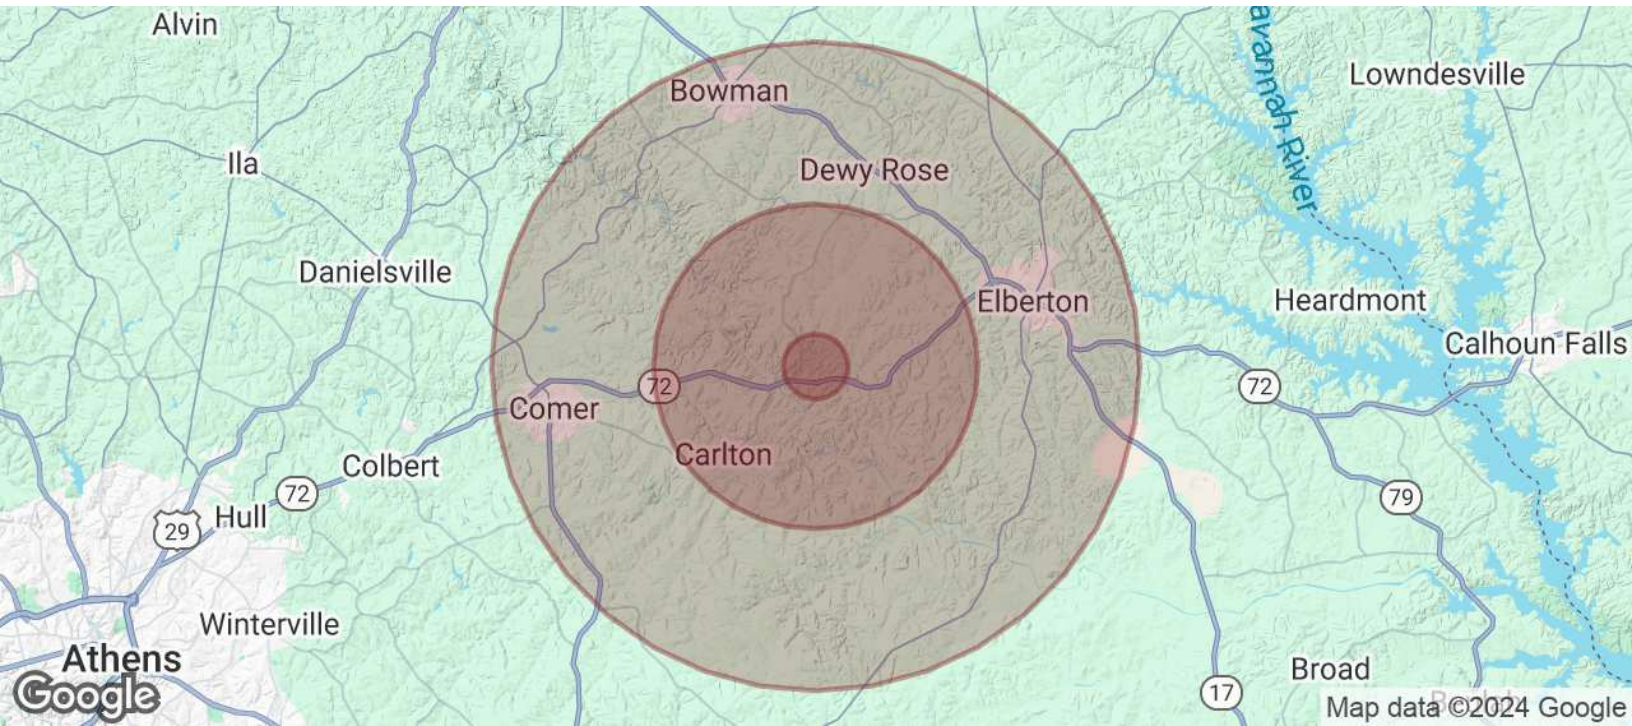 Alvin
avannah River
Lowndesville
Bowman
Ila
Dewy Rose
Danielsville
Elberton
Heardmont
Calhoun Falls
72
72
Comer
Carlton
Colbert
72
79
Hull
29
Winterville
Athens
Broad
17
Google
Map data ©2024 Google